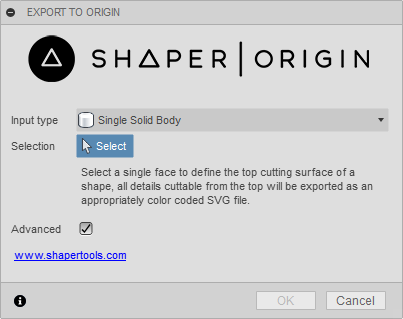 EXPORT TO ORIGIN
SHAPER|ORIGIN
Input type Single Solid Body
Selection Select
Select a single face to define the top cutting surface of a
shape, all details cuttable from the top will be exported as an
appropriately color coded SVG file.
Advanced
www.shapertools.com
OK Cancel